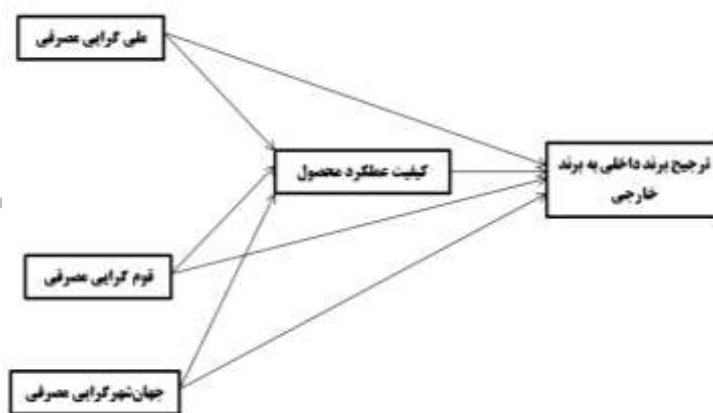 ملی گرایی مصرفی
کیفیت عملکرد محصول
ترجیح برند داخلی به برند
خارجی
قوم گرایی مصرفی
جهان‌شهرگرایی مصرفی